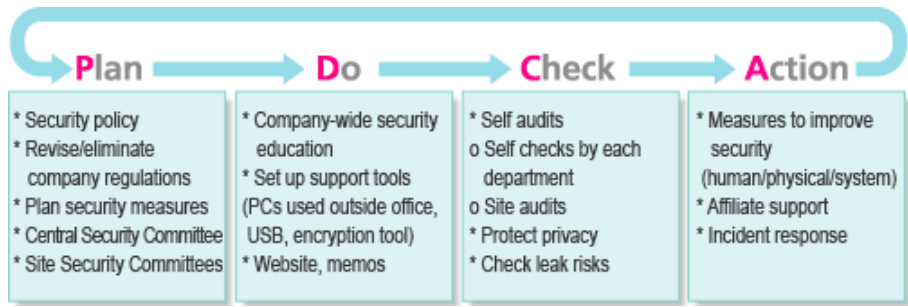 Plan
Do
Check
Action
* Security policy
* Revise/eliminate
company regulations
* Plan security measures
* Central Security Committee
* Site Security Committees
* Company-wide security
education
* Set up support tools
(PCs used outside office,
USB, encryption tool)
* Website, memos
* Self audits
o Self checks by each
department
o Site audits
* Protect privacy
* Check leak risks
* Measures to improve
security
(human/physical/system)
* Affiliate support
* Incident response